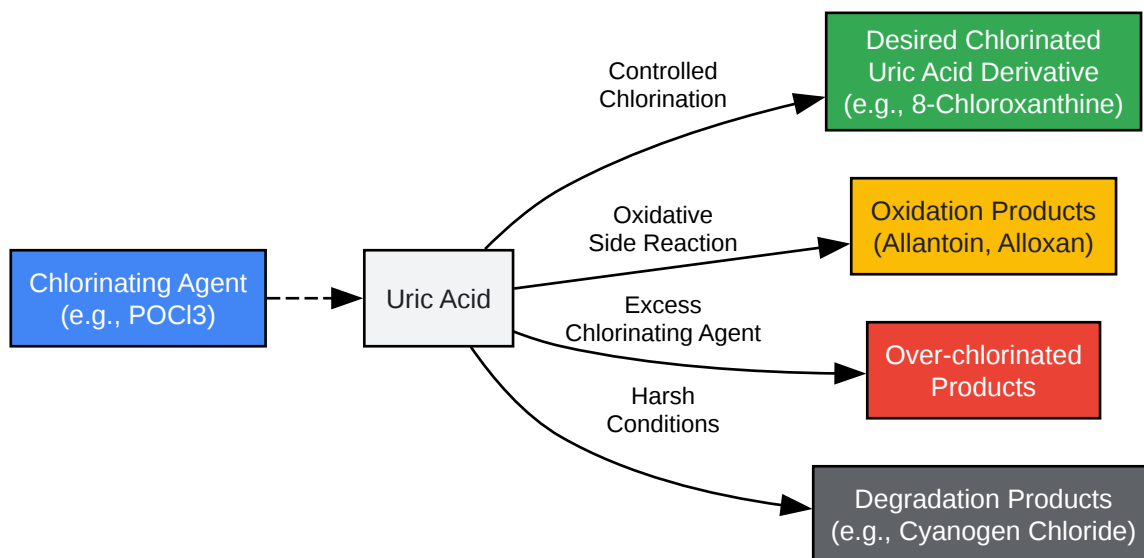 Chlorinating Agent
(e.g., POCl3)
Uric Acid
Controlled
Chlorination
Desired Chlorinated
Uric Acid Derivative
(e.g., 8-Chloroxanthine)
Oxidative
Side Reaction
Oxidation Products
(Allantoin, Alloxan)
Excess
Chlorinating Agent
Over-chlorinated
Products
Harsh
Conditions
Degradation Products
(e.g., Cyanogen Chloride)